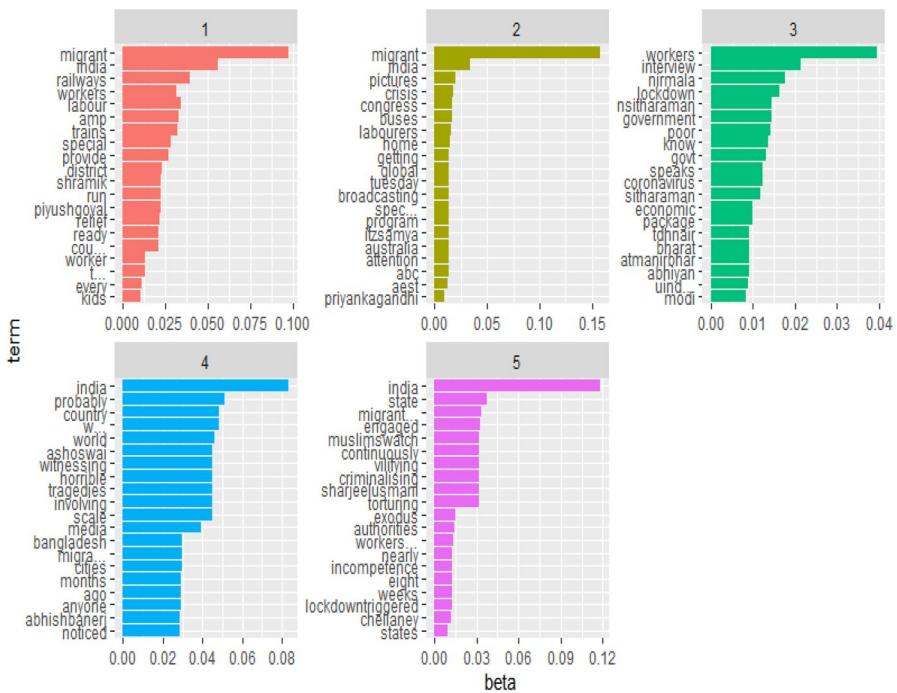 1
migrant
india
railways
workers
labour
amp
trains
special
provide
district
shramik
run
piyushgoyal
relief
ready
cou…
worker
t…
every
kids
0.000 0.025 0.050 0.075 0.100
2
migrant
india
pictures
crisis
congress
buses
labourers
home
getting
global
tuesday
broadcasting
spec…
program
itzsamya
australia
attention
abc
aest
priyankagandhi
0.00 0.05 0.10 0.15
3
workers
interview
nirmala
lockdown
nsitharaman
government
poor
know
govt
speaks
coronavirus
sitharaman
economic
package
tdhnair
bharat
atmanirbhar
abhiyan
uind…
modi
0.00 0.01 0.02 0.03 0.04
term
4
india
probably
country
w…
world
ashoswai
witnessing
horrible
tragedies
involving
scale
media
bangladesh
migra…
cities
months
ago
anyone
abhishbanerj
noticed
0.00 0.02 0.04 0.06 0.08
5
india
state
migrant…
engaged
muslimswatch
continuously
vilifying
criminalising
sharjeelusmani
torturing
exodus
authorities
workers…
nearly
incompetence
eight
weeks
lockdowntriggered
chellaney
states
0.00 0.03 0.06 0.09 0.12
beta